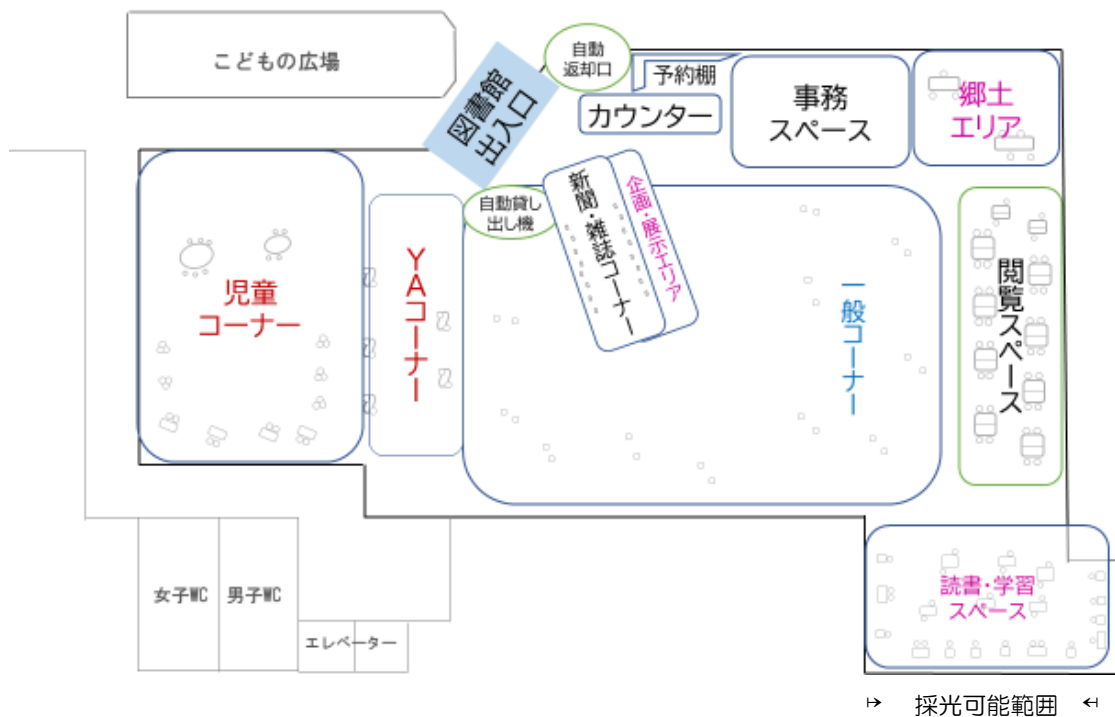 こどもの広場
自動
返却口
予約棚
カウンター
図書館
出入口
事務
スペース
郷土
エリア
自動貸し
出し機
新聞・雑誌コーナー
企画・展示エリア
児童
コーナー
YAコーナー
一般コーナー
閲覧スペース
女子WC
男子WC
エレベーター
読書・学習
スペース
採光可能範囲